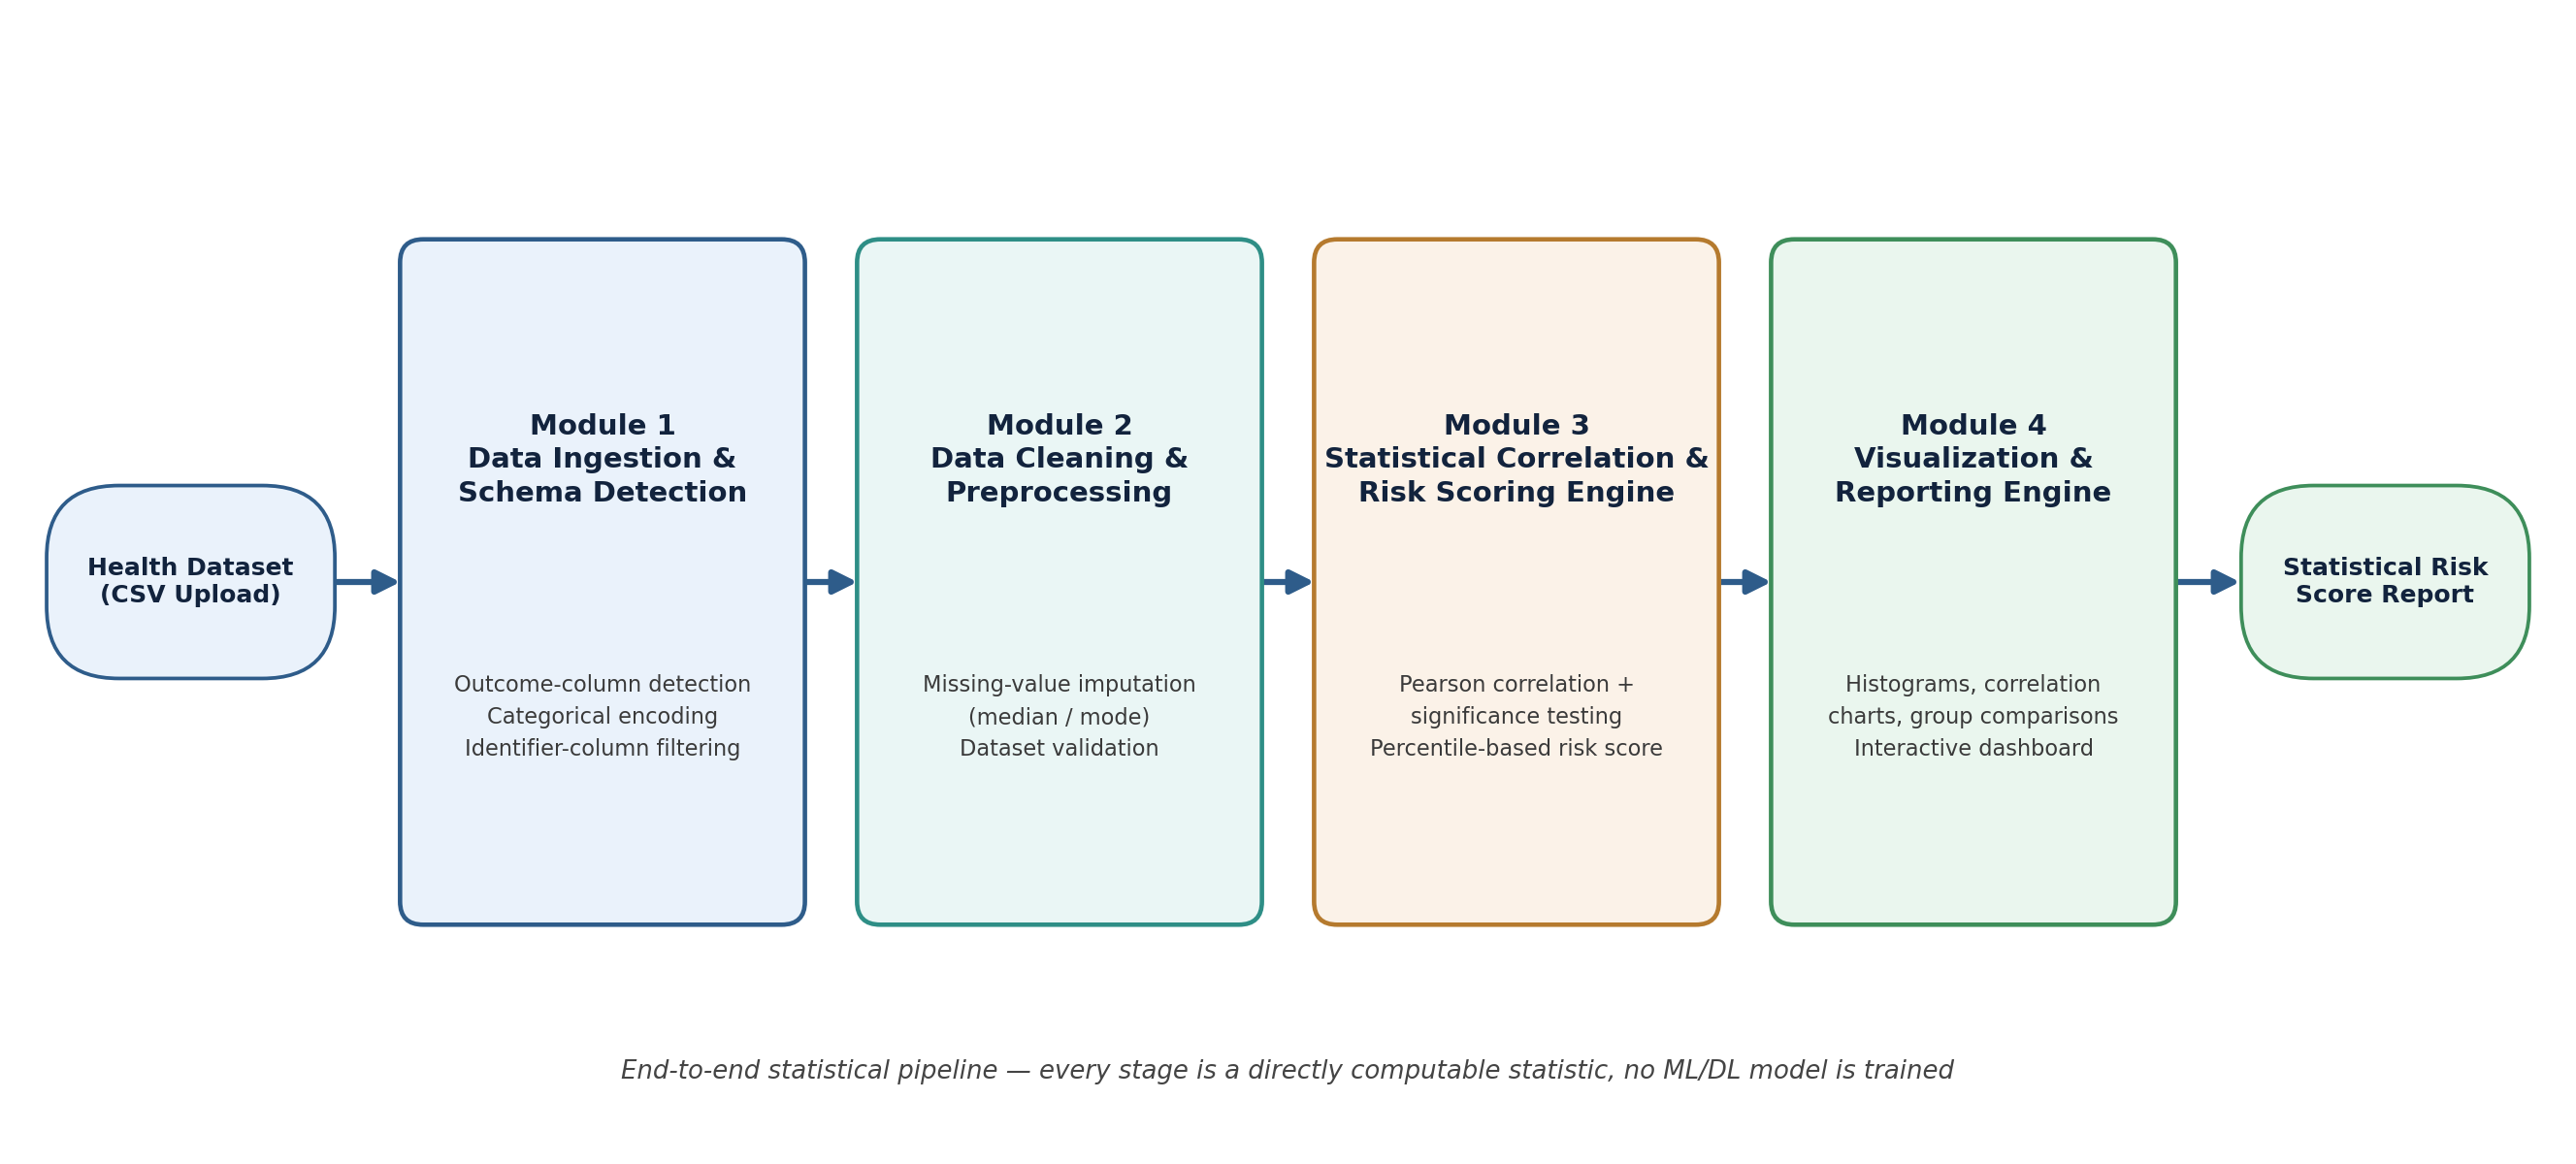 Health Dataset
(CSV Upload)
Module 1
Data Ingestion &
Schema Detection
Outcome-column detection
Categorical encoding
Identifier-column filtering
Module 2
Data Cleaning &
Preprocessing
Missing-value imputation
(median / mode)
Dataset validation
Module 3
Statistical Correlation &
Risk Scoring Engine
Pearson correlation +
significance testing
Percentile-based risk score
Module 4
Visualization &
Reporting Engine
Histograms, correlation
charts, group comparisons
Interactive dashboard
Statistical Risk
Score Report
End-to-end statistical pipeline — every stage is a directly computable statistic, no ML/DL model is trained